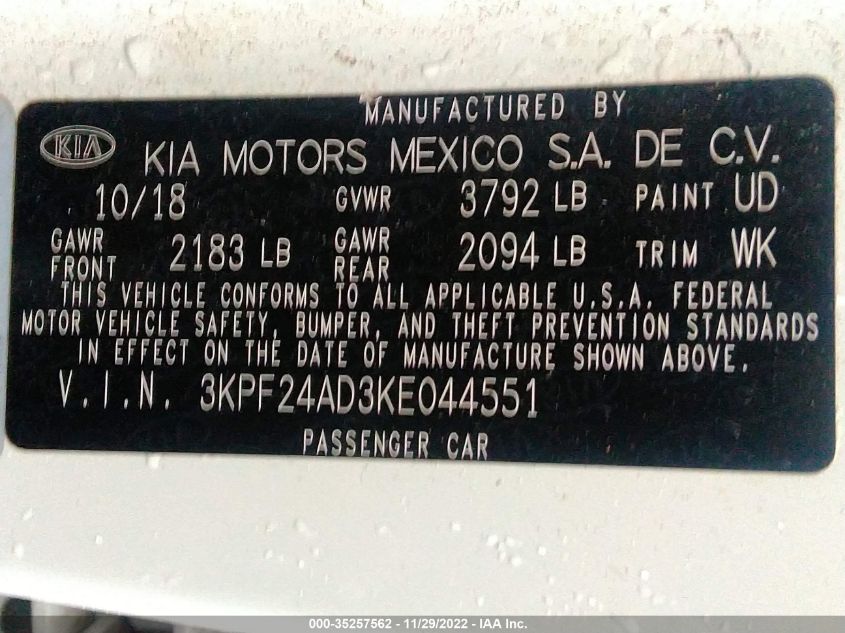 MANUFACTURED BY
KIA KIA MOTORS MEXICO S.A. DE C.V.
10/18 GVWR 3792 LB PAINT UD
GAWR FRONT 2183 LB GAWR REAR 2094 LB TRIM WK
THIS VEHICLE CONFORMS TO ALL APPLICABLE U.S.A. FEDERAL
MOTOR VEHICLE SAFETY, BUMPER, AND THEFT PREVENTION STANDARDS
IN EFFECT ON THE DATE OF MANUFACTURE SHOWN ABOVE.
V.I.N. 3KPF24AD3KE044551
PASSENGER CAR
000-35257562 - 11/29/2022 - IAA Inc.